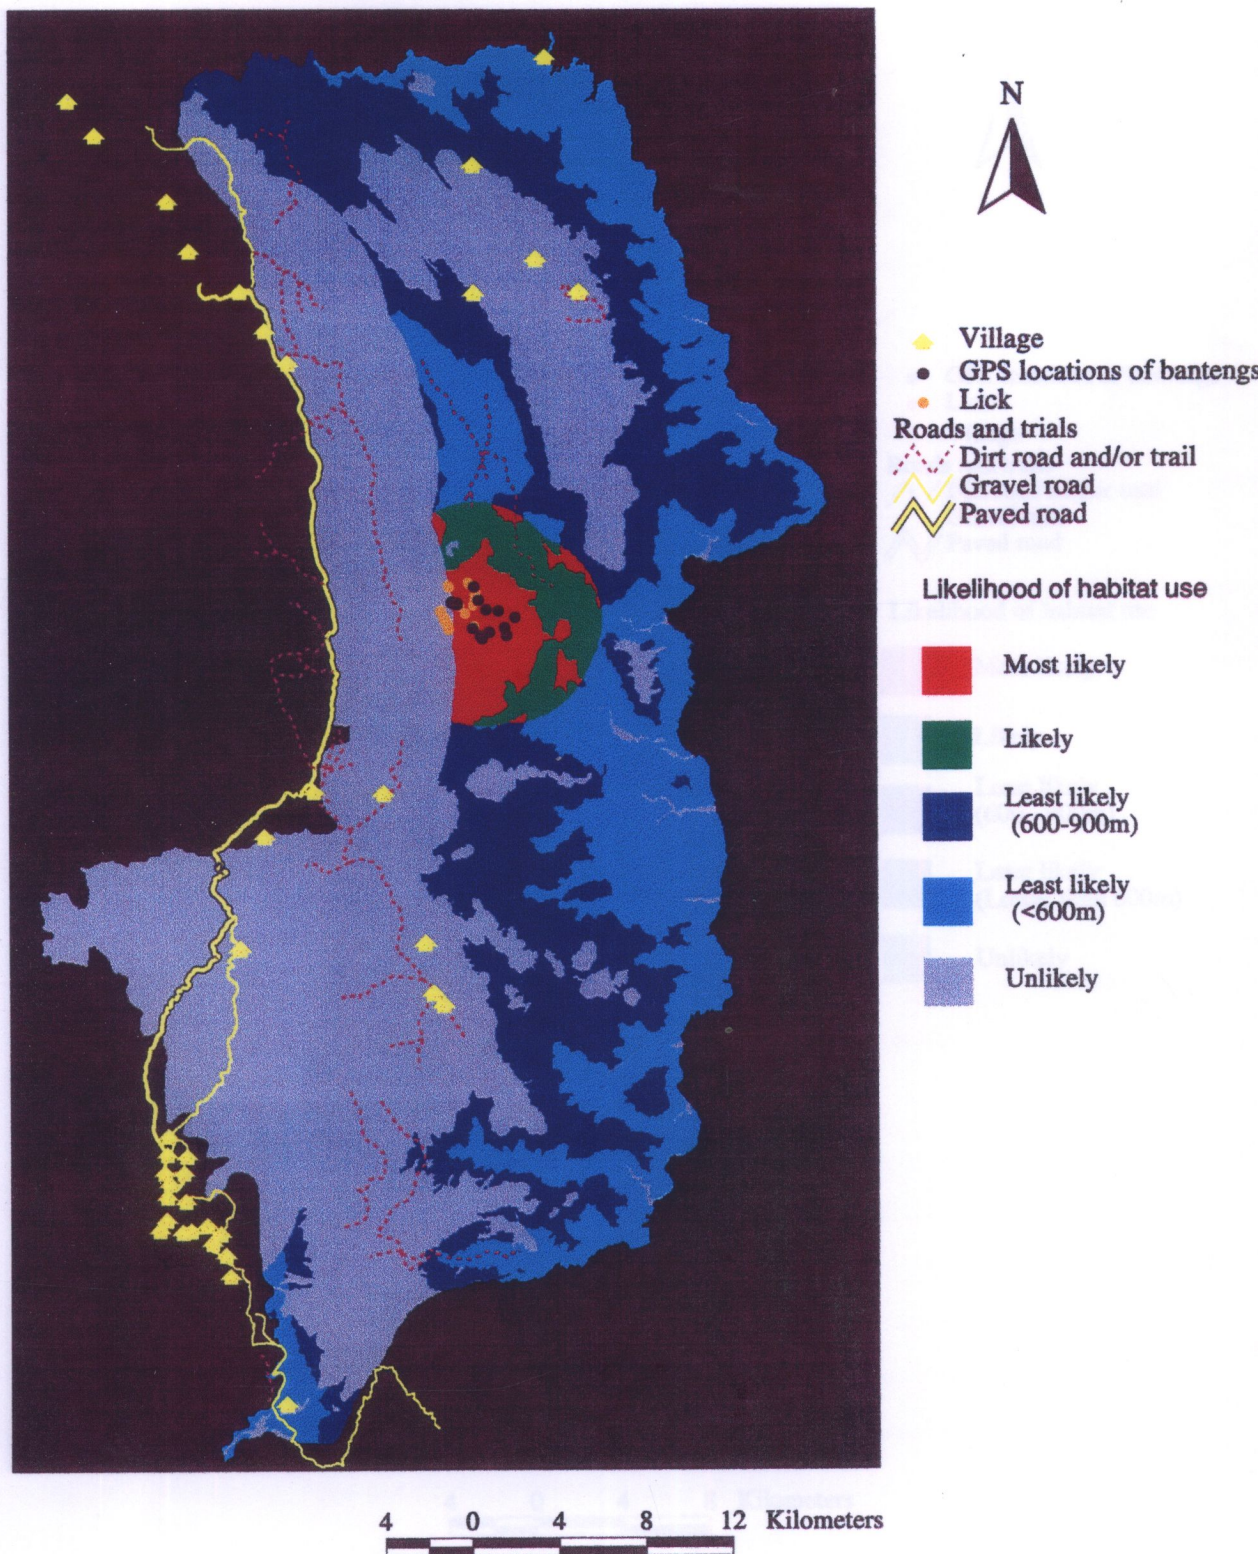 N
Village
GPS locations of bantengs
Lick
Roads and trials
Dirt road and/or trail
Gravel road
Paved road
Likelihood of habitat use
Most likely
Likely
Least likely
(600-900m)
Least likely
(<600m)
Unlikely
4 0 4 8 12 Kilometers